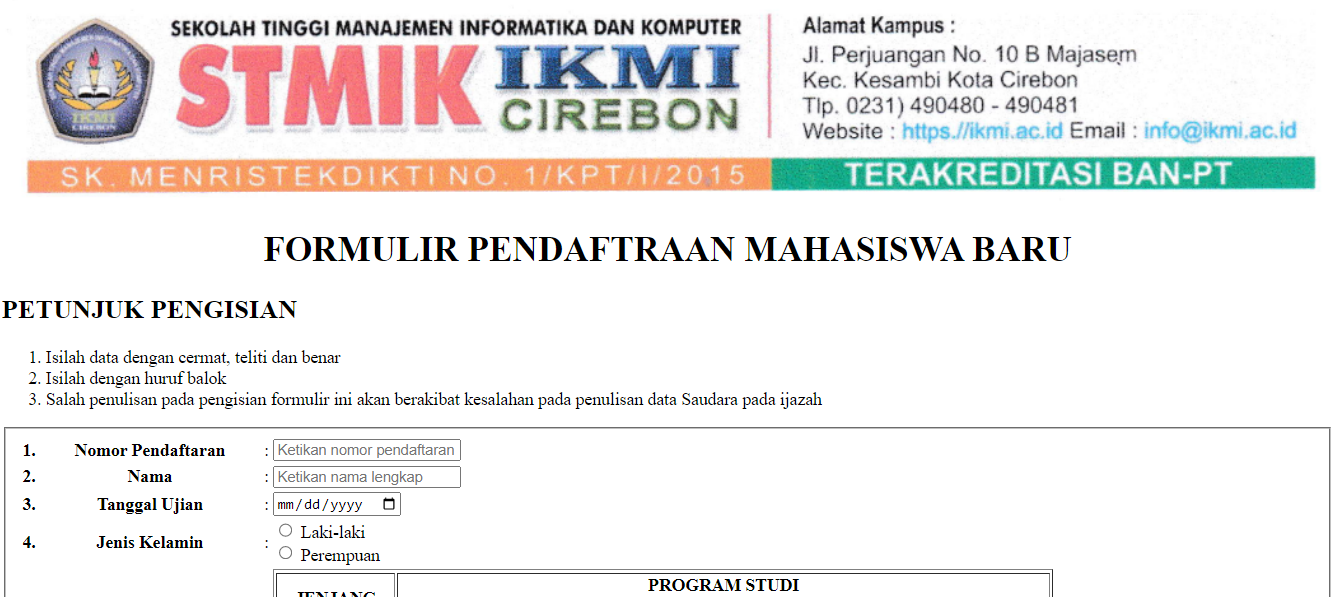 SEKOLAH TINGGI MANAJEMEN INFORMATIKA DAN KOMPUTER
STMIK IKMI
CIREBON
IKMI
CIREBON
Alamat Kampus :
Jl. Perjuangan No. 10 B Majasem
Kec. Kesambi Kota Cirebon
Tlp. 0231) 490480 - 490481
Website : https.//ikmi.ac.id Email : info@ikmi.ac.id
SK. MENRISTEKDIKTI NO. 1/KPT/I/2015
TERAKREDITASI BAN-PT
FORMULIR PENDAFTRAAN MAHASISWA BARU
PETUNJUK PENGISIAN
1. Isilah data dengan cermat, teliti dan benar
2. Isilah dengan huruf balok
3. Salah penulisan pada pengisian formulir ini akan berakibat kesalahan pada penulisan data Saudara pada ijazah
1. Nomor Pendaftaran : Ketikan nomor pendaftaran
2. Nama : Ketikan nama lengkap
3. Tanggal Ujian : mm/dd/yyyy
4. Jenis Kelamin : Laki-laki
Perempuan
PROGRAM STUDI
JENJANG